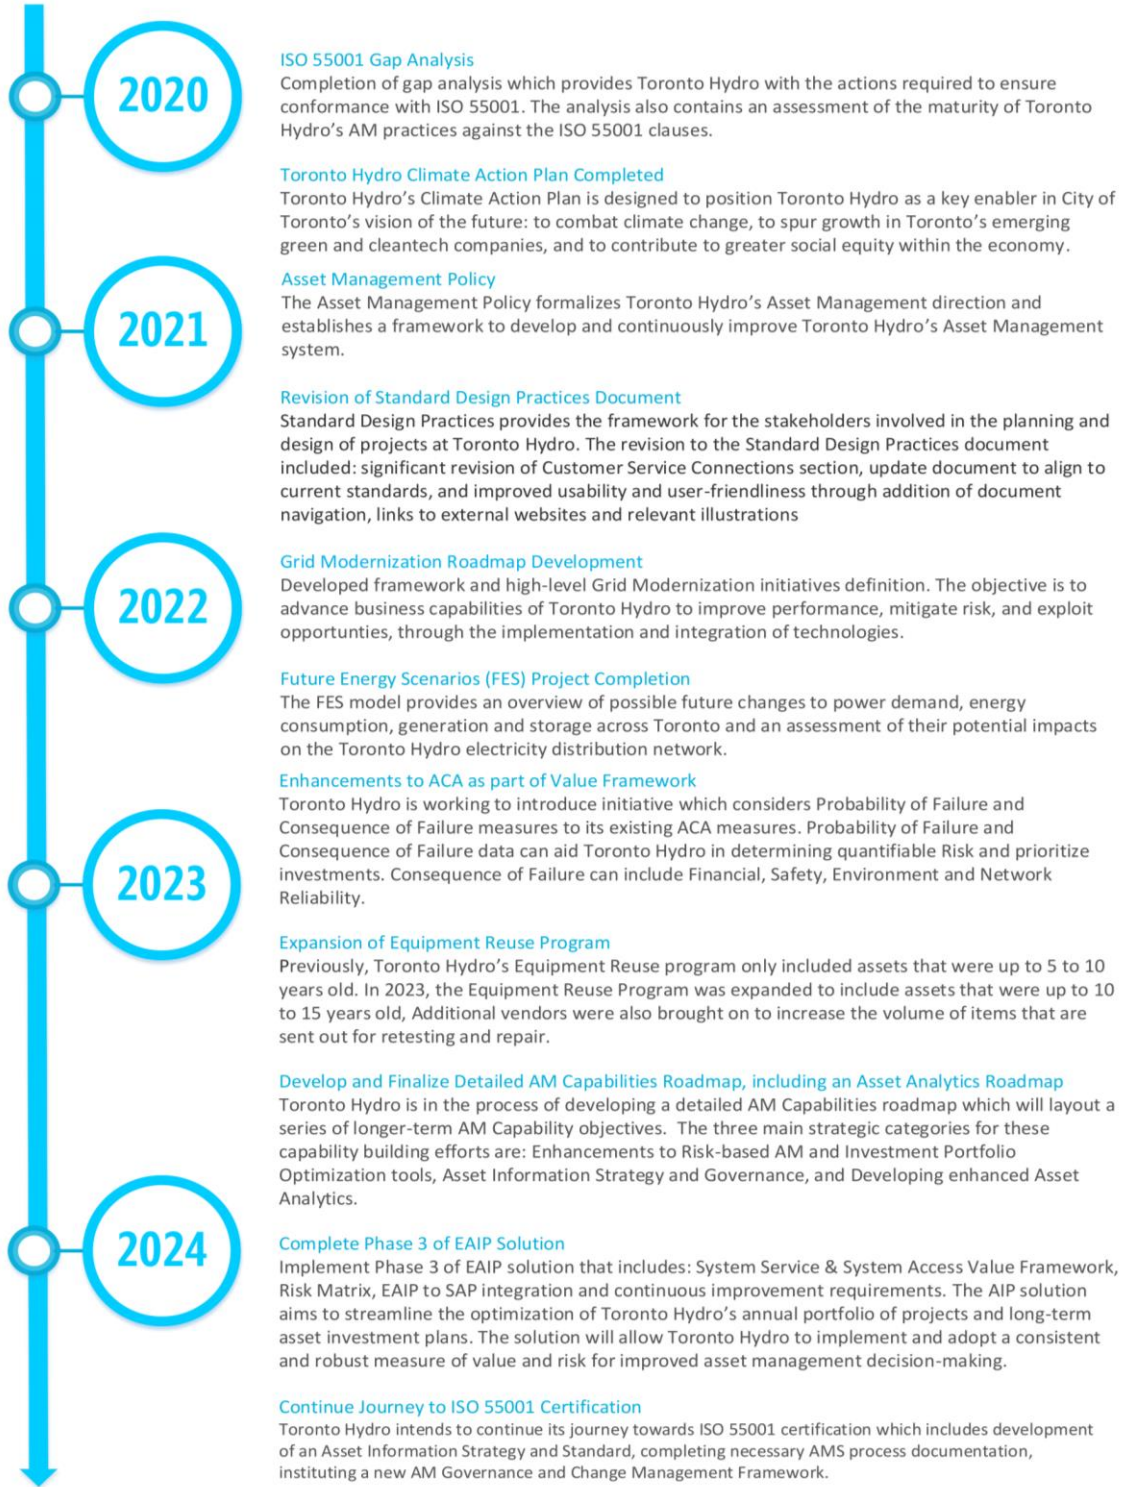 2020
ISO 55001 Gap Analysis
Completion of gap analysis which provides Toronto Hydro with the actions required to ensure
conformance with ISO 55001. The analysis also contains an assessment of the maturity of Toronto
Hydro's AM practices against the ISO 55001 clauses.
Toronto Hydro Climate Action Plan Completed
Toronto Hydro's Climate Action Plan is designed to position Toronto Hydro as a key enabler in City of
Toronto's vision of the future: to combat climate change, to spur growth in Toronto's emerging
green and cleantech companies, and to contribute to greater social equity within the economy.
2021
Asset Management Policy
The Asset Management Policy formalizes Toronto Hydro's Asset Management direction and
establishes a framework to develop and continuously improve Toronto Hydro's Asset Management
system.
Revision of Standard Design Practices Document
Standard Design Practices provides the framework for the stakeholders involved in the planning and
design of projects at Toronto Hydro. The revision to the Standard Design Practices document
included: significant revision of Customer Service Connections section, update document to align to
current standards, and improved usability and user-friendliness through addition of document
navigation, links to external websites and relevant illustrations
2022
Grid Modernization Roadmap Development
Developed framework and high-level Grid Modernization initiatives definition. The objective is to
advance business capabilities of Toronto Hydro to improve performance, mitigate risk, and exploit
opportunties, through the implementation and integration of technologies.
Future Energy Scenarios (FES) Project Completion
The FES model provides an overview of possible future changes to power demand, energy
consumption, generation and storage across Toronto and an assessment of their potential impacts
on the Toronto Hydro electricity distribution network.
2023
Enhancements to ACA as part of Value Framework
Toronto Hydro is working to introduce initiative which considers Probability of Failure and
Consequence of Failure measures to its existing ACA measures. Probability of Failure and
Consequence of Failure data can aid Toronto Hydro in determining quantifiable Risk and prioritize
investments. Consequence of Failure can include Financial, Safety, Environment and Network
Reliability.
Expansion of Equipment Reuse Program
Previously, Toronto Hydro's Equipment Reuse program only included assets that were up to 5 to 10
years old. In 2023, the Equipment Reuse Program was expanded to include assets that were up to 10
to 15 years old, Additional vendors were also brought on to increase the volume of items that are
sent out for retesting and repair.
2024
Develop and Finalize Detailed AM Capabilities Roadmap, including an Asset Analytics Roadmap
Toronto Hydro is in the process of developing a detailed AM Capabilities roadmap which will layout a
series of longer-term AM Capability objectives. The three main strategic categories for these
capability building efforts are: Enhancements to Risk-based AM and Investment Portfolio
Optimization tools, Asset Information Strategy and Governance, and Developing enhanced Asset
Analytics.
Complete Phase 3 of EAIP Solution
Implement Phase 3 of EAIP solution that includes: System Service & System Access Value Framework,
Risk Matrix, EAIP to SAP integration and continuous improvement requirements. The AIP solution
aims to streamline the optimization of Toronto Hydro's annual portfolio of projects and long-term
asset investment plans. The solution will allow Toronto Hydro to implement and adopt a consistent
and robust measure of value and risk for improved asset management decision-making.
Continue Journey to ISO 55001 Certification
Toronto Hydro intends to continue its journey towards ISO 55001 certification which includes development
of an Asset Information Strategy and Standard, completing necessary AMS process documentation,
instituting a new AM Governance and Change Management Framework.